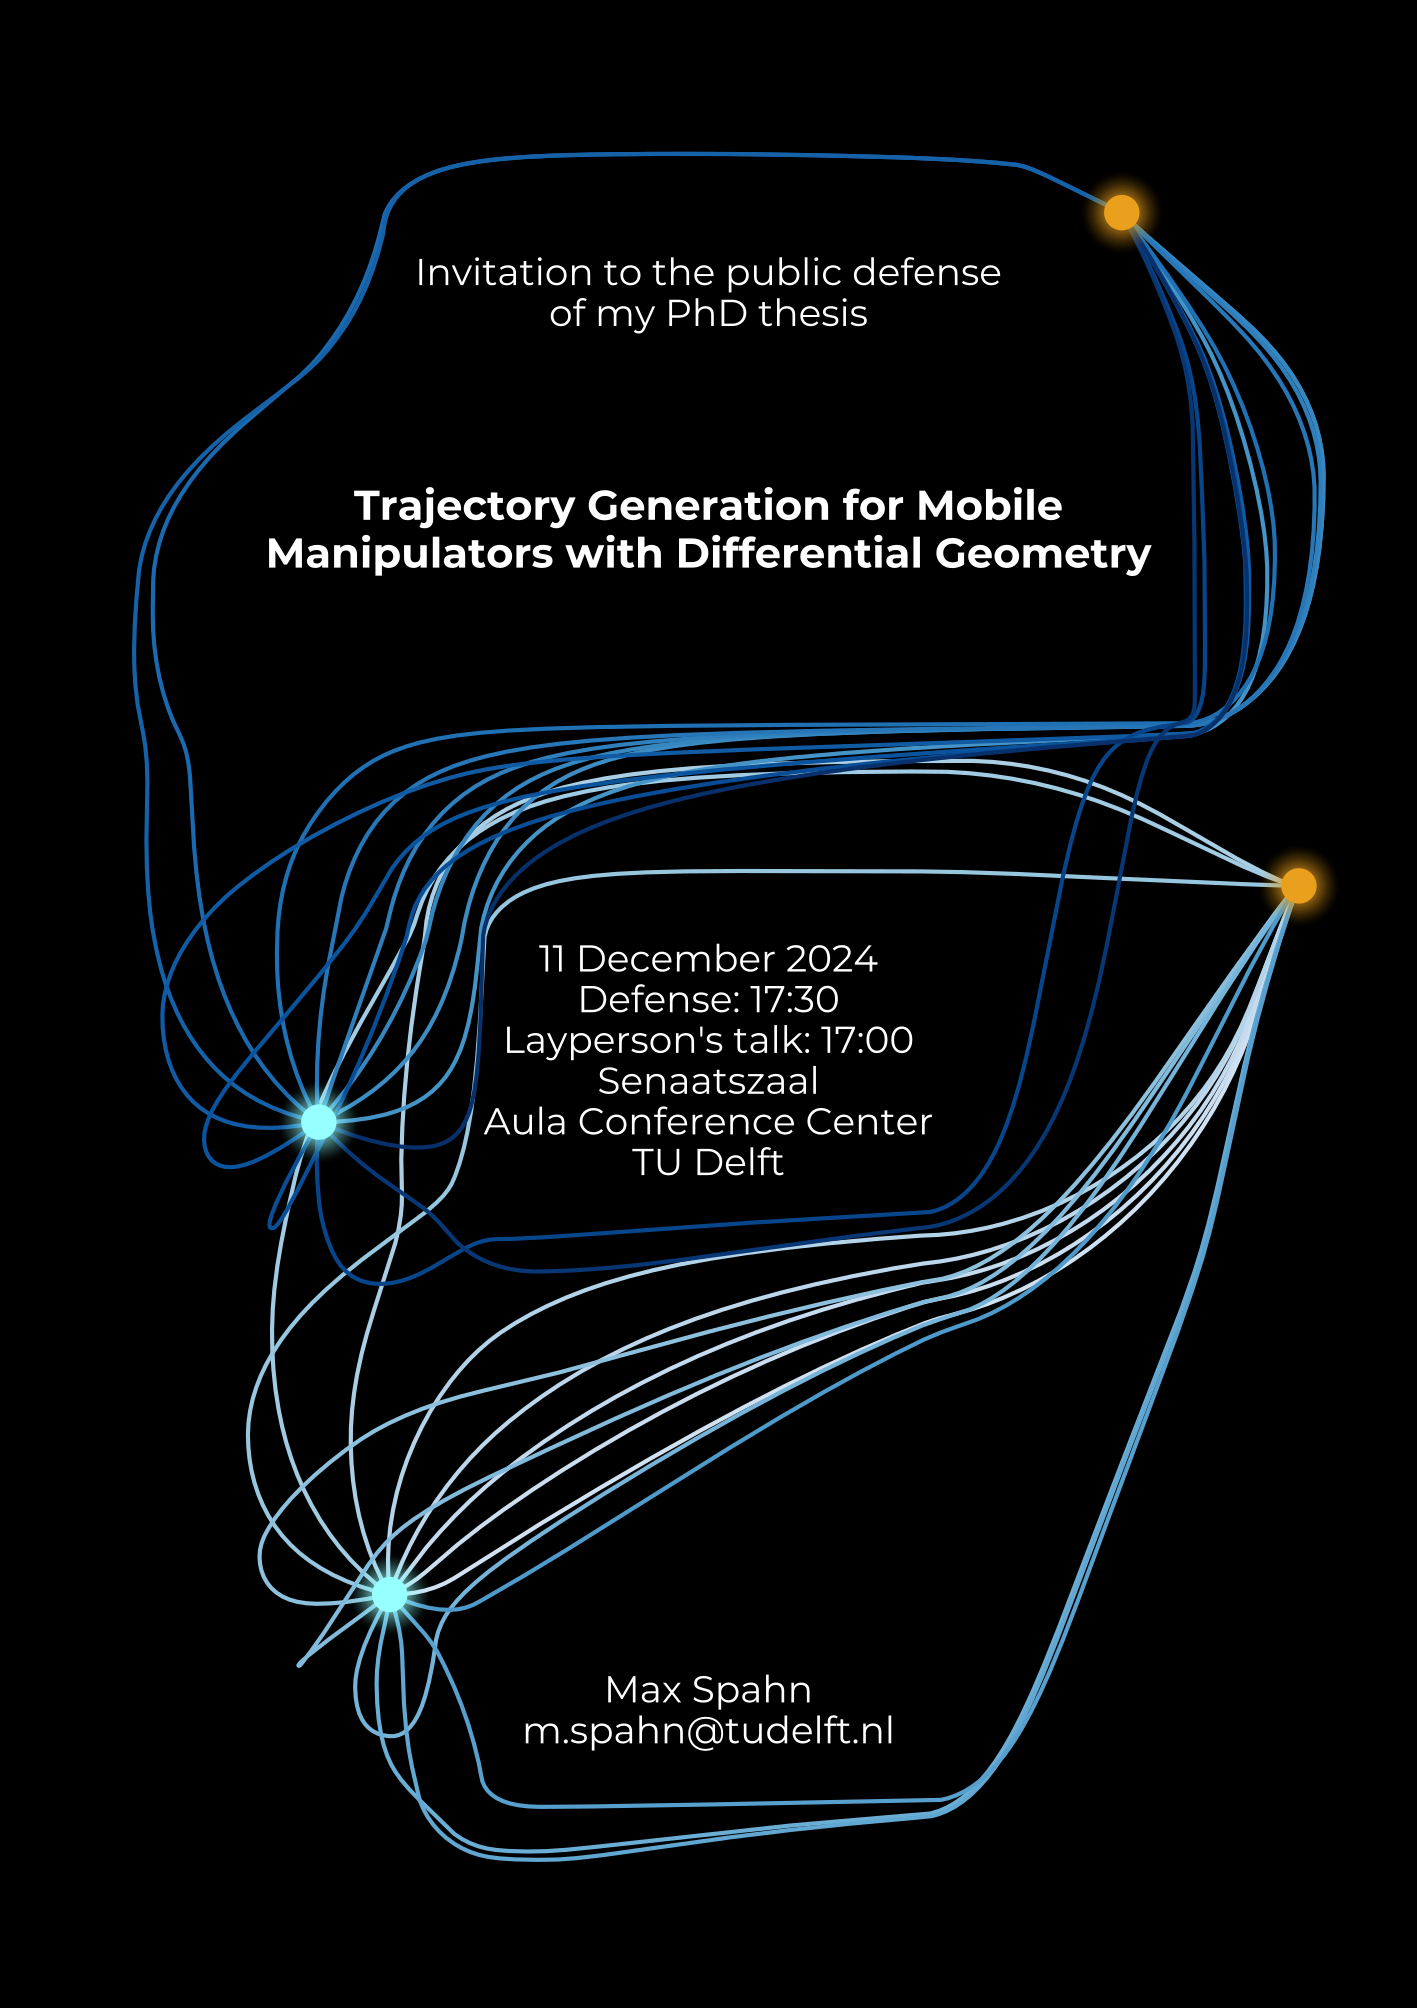 Invitation to the public defense
of my PhD thesis
Trajectory Generation for Mobile
Manipulators with Differential Geometry
11 December 2024
Defense: 17:30
Layperson's talk: 17:00
Senaatszaal
Aula Conference Center
TU Delft
Max Spahn
m.spahn@tudelft.nl